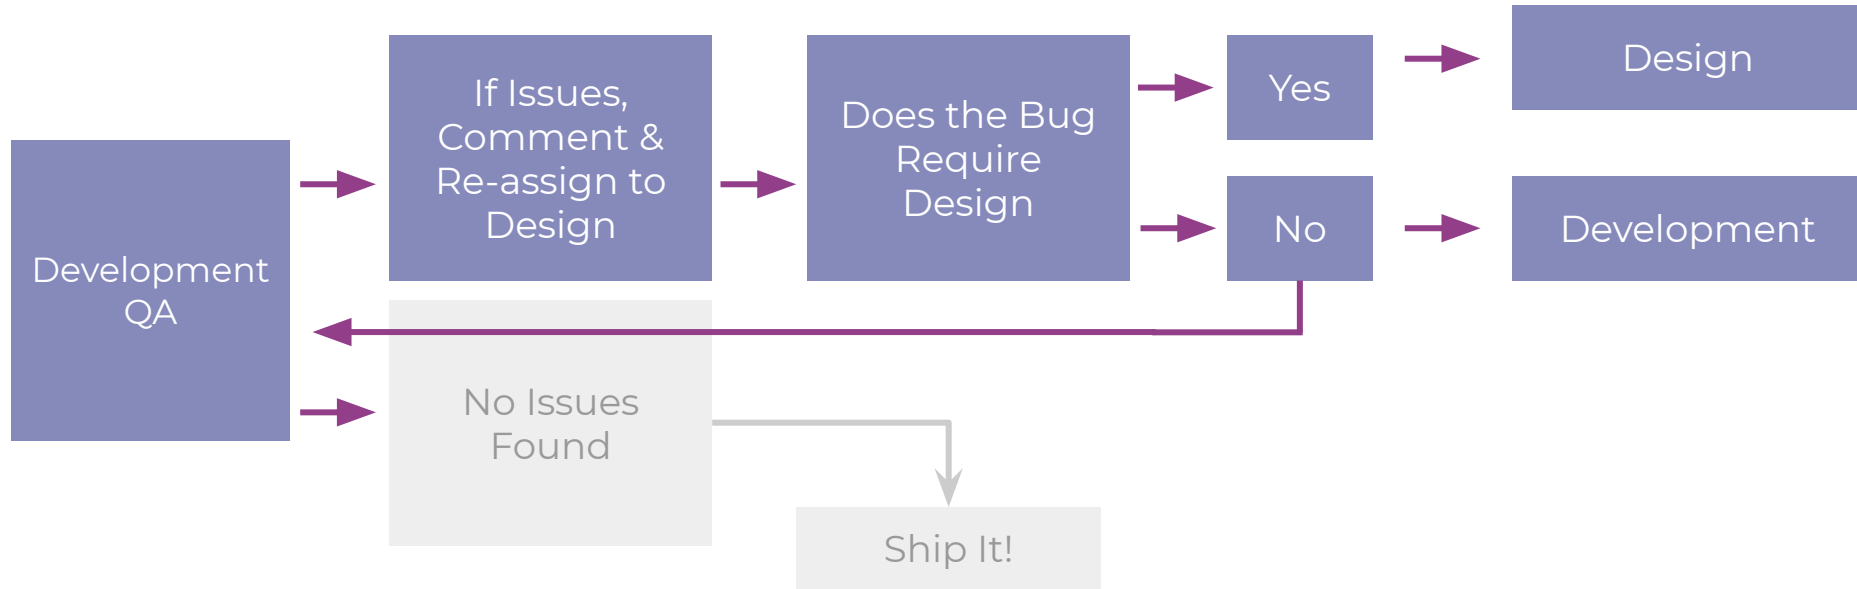 Development
QA
If Issues,
Comment &
Re-assign to
Design
Does the Bug
Require
Design
Yes
Design
No
Development
No Issues
Found
Ship It!